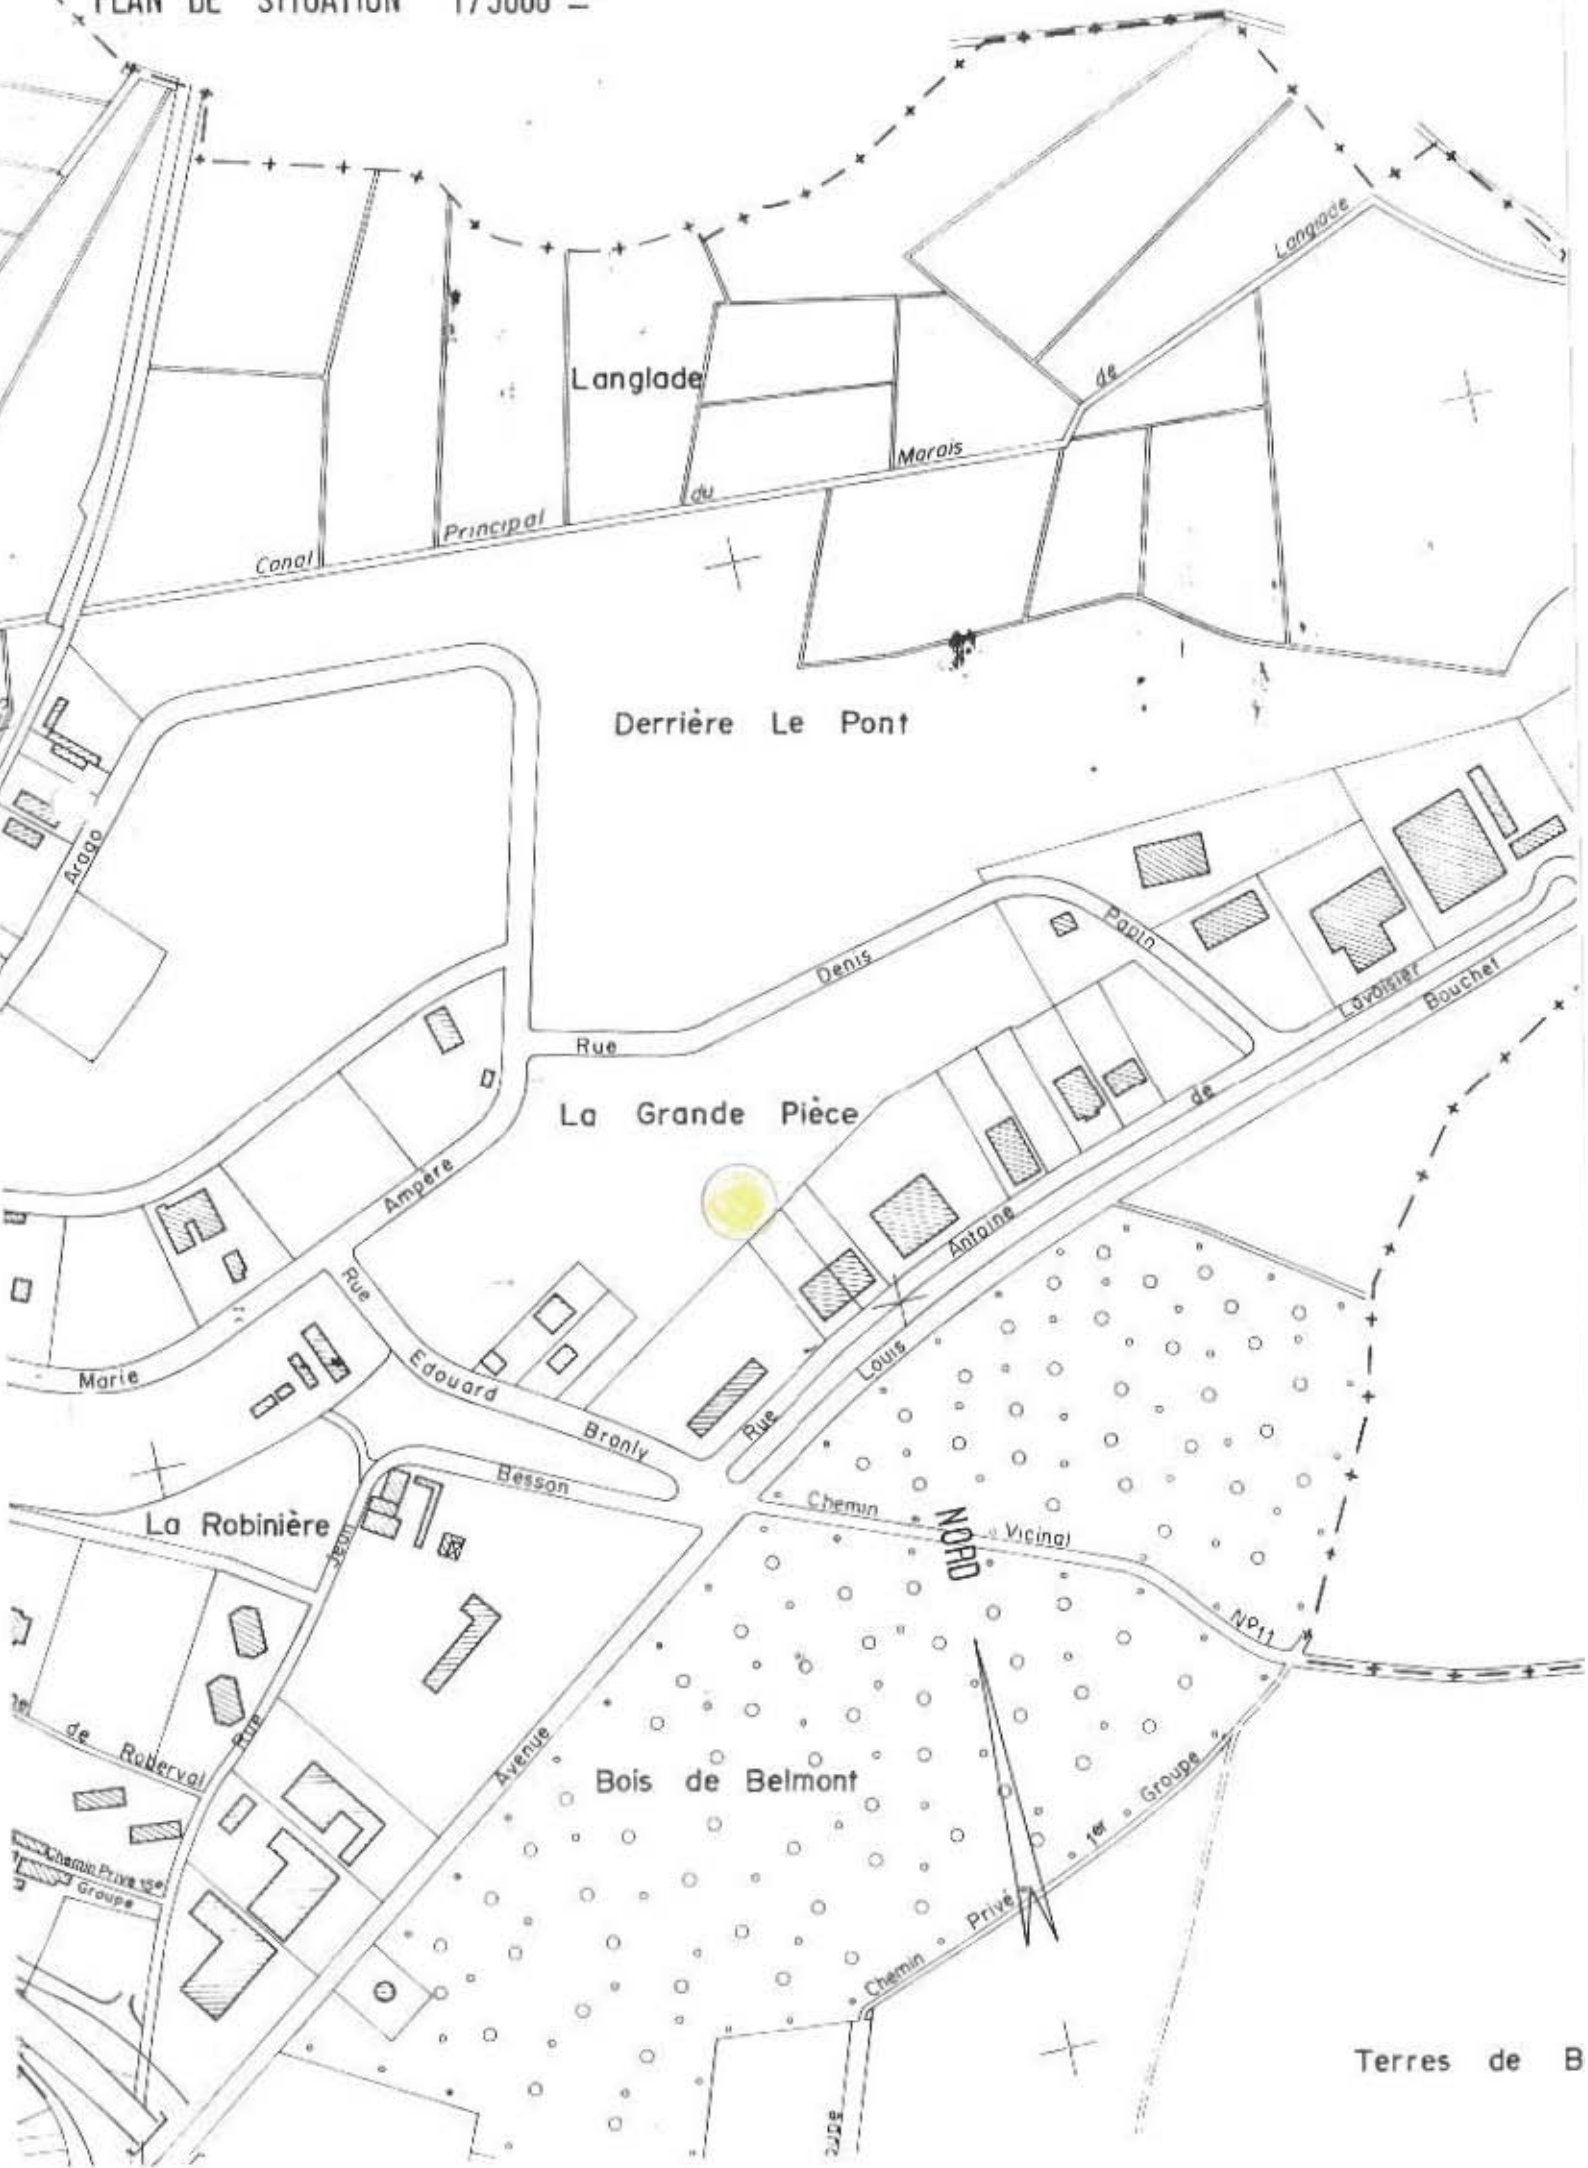 PLAN DE SITUATION 1/5000
Langlade
Canal Principal du Marais de Langlade
Derrière Le Pont
Arago
Rue Denis Papin
Lavoisier
La Grande Pièce
Rue Antoine de
Louis Bouchet
Ampère
Marie
Rue Edouard Branly
Besson
Jean
Rue
La Robinière
Chemin Vicinal Nº11
NORD
de Roberval
Avenue
Bois de Belmont
Chemin Privé 1er Groupe
Chemin Privé 15e
Groupe
Terres de B